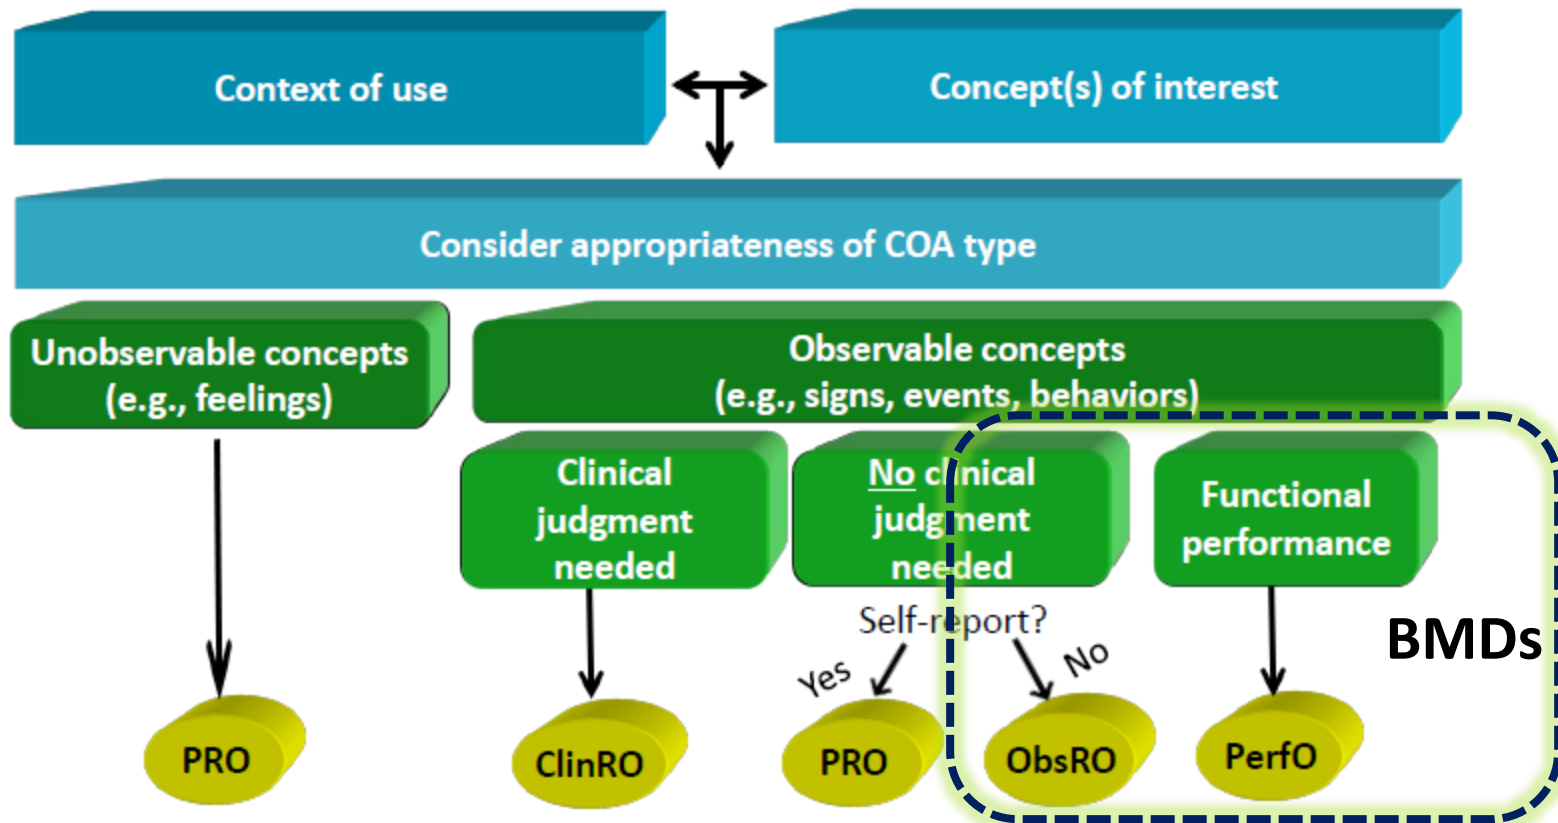 Context of use
Concept(s) of interest
Consider appropriateness of COA type
Unobservable concepts
(e.g., feelings)
Observable concepts
(e.g., signs, events, behaviors)
Clinical
judgment
needed
No clinical
judgment
needed
Functional
performance
Self-report?
Yes
No
BMDs
PRO
ClinRO
PRO
ObsRO
PerfO